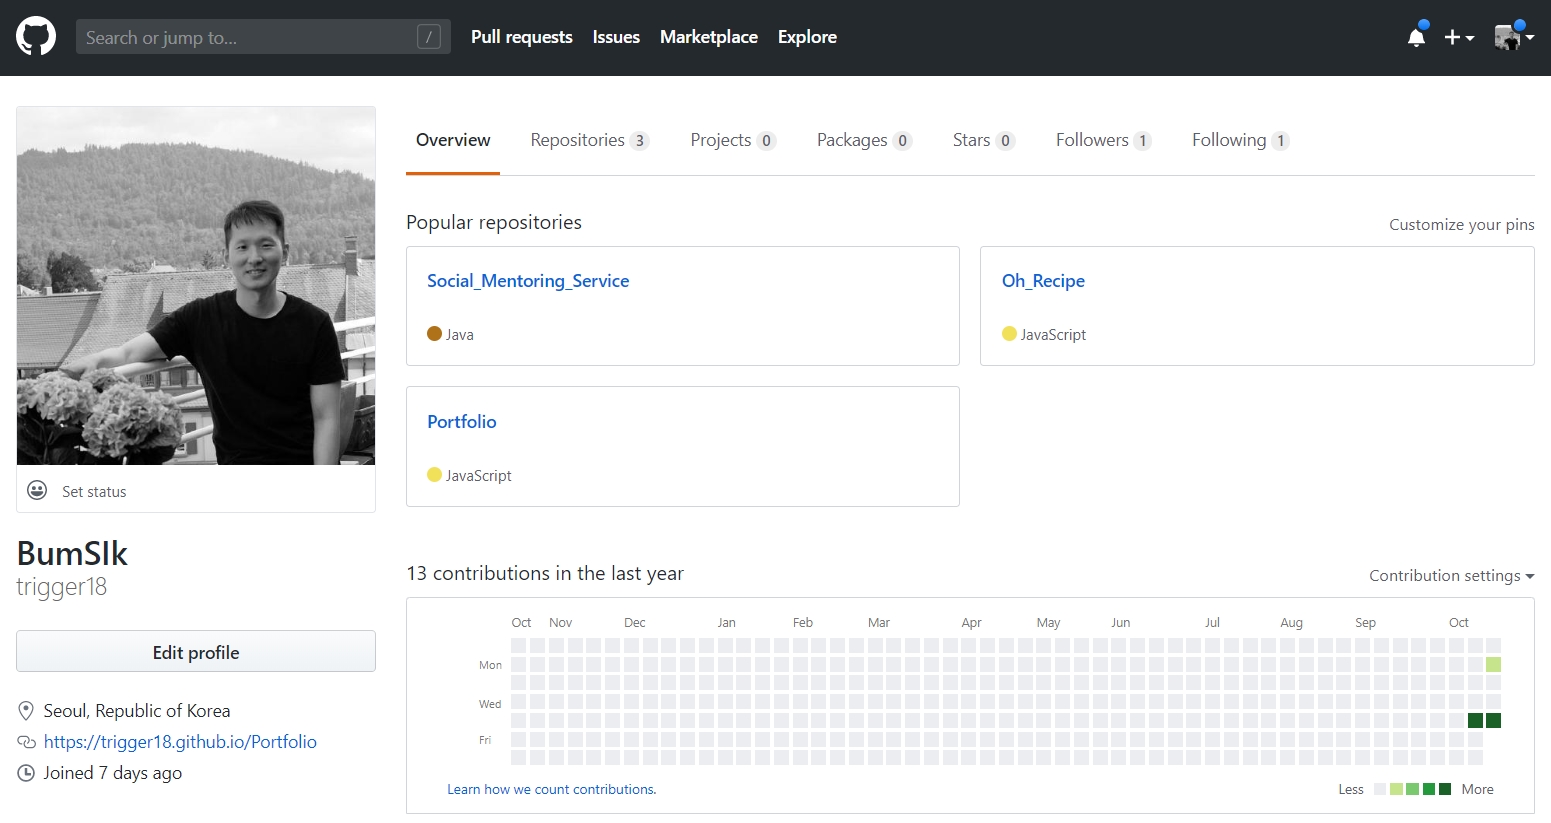 Search or jump to... / Pull requests Issues Marketplace Explore
Overview Repositories 3 Projects 0 Packages 0 Stars 0 Followers 1 Following 1
Popular repositories Customize your pins
Social_Mentoring_Service
Java
Oh_Recipe
JavaScript
Portfolio
JavaScript
Set status
BumSIk
trigger18
Edit profile
Seoul, Republic of Korea
https://trigger18.github.io/Portfolio
Joined 7 days ago
13 contributions in the last year Contribution settings
Oct Nov Dec Jan Feb Mar Apr May Jun Jul Aug Sep Oct
Mon
Wed
Fri
Learn how we count contributions. Less More